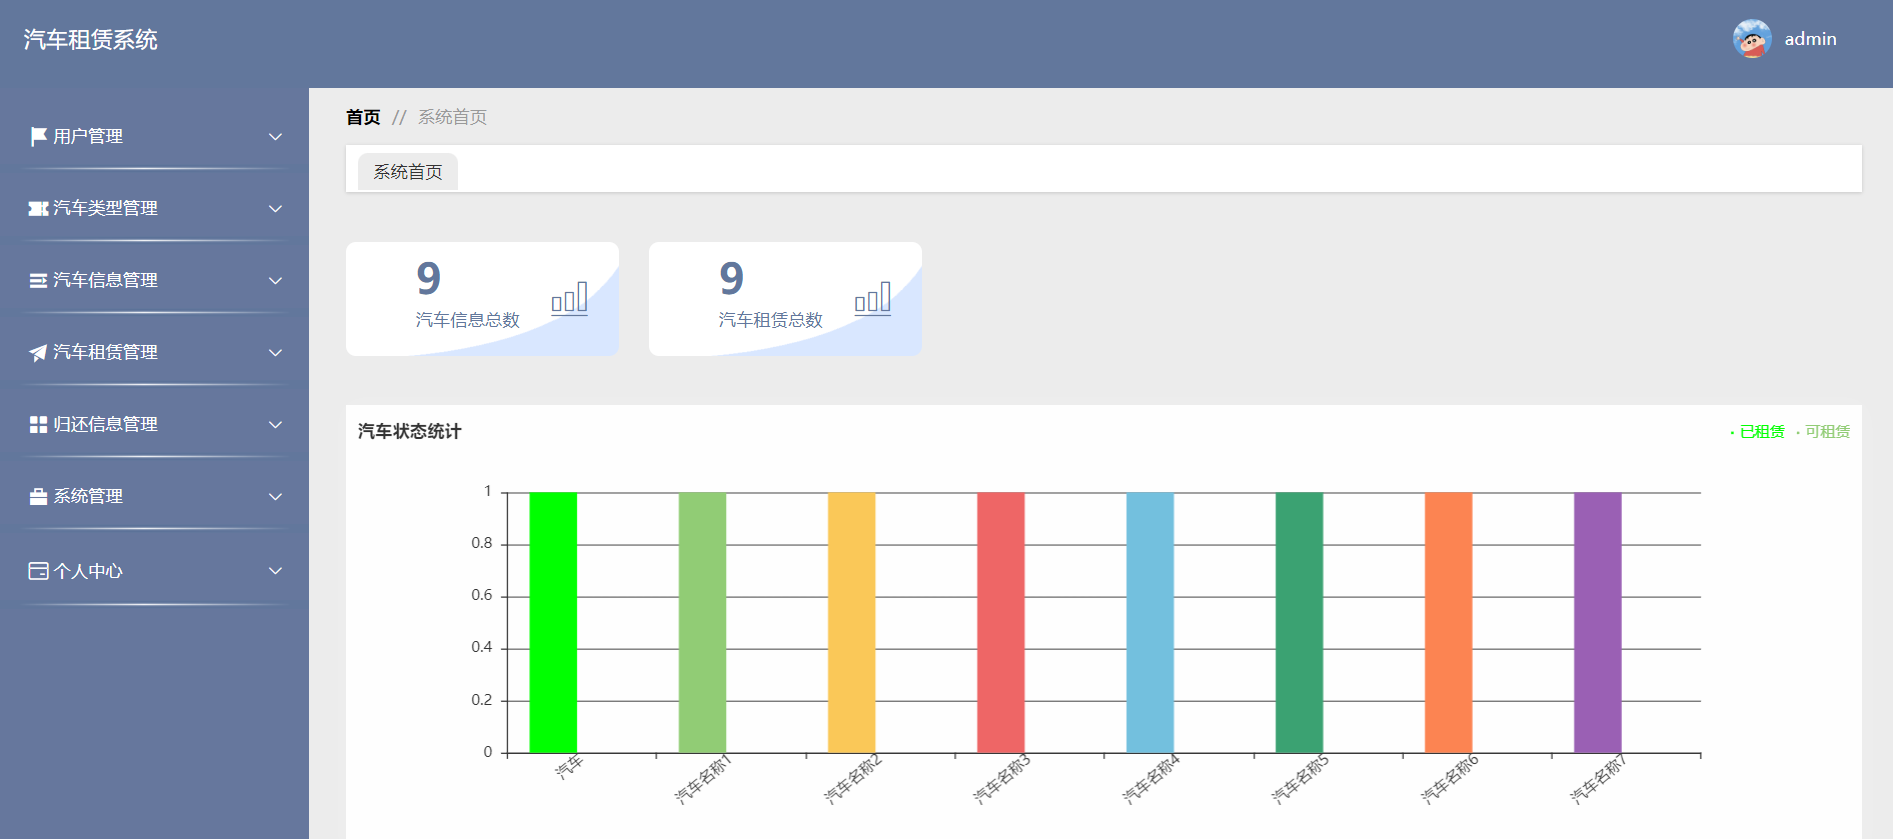 汽车租赁系统
admin
用户管理
汽车类型管理
汽车信息管理
汽车租赁管理
归还信息管理
系统管理
个人中心
首页 // 系统首页
系统首页
9
汽车信息总数
9
汽车租赁总数
汽车状态统计
· 已租赁 · 可租赁
1
0.8
0.6
0.4
0.2
0
汽车
汽车名称1
汽车名称2
汽车名称3
汽车名称4
汽车名称5
汽车名称6
汽车名称7